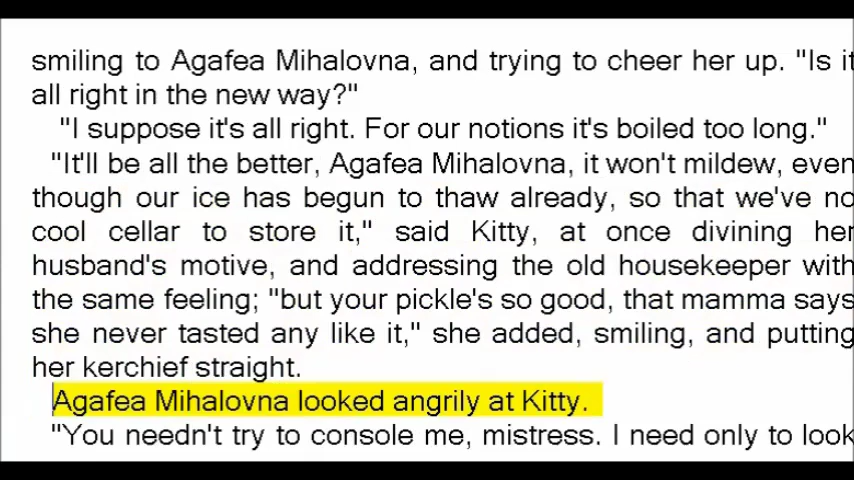 smiling to Agafea Mihalovna, and trying to cheer her up. "Is it
all right in the new way?"
"I suppose it's all right. For our notions it's boiled too long."
"It'll be all the better, Agafea Mihalovna, it won't mildew, even
though our ice has begun to thaw already, so that we've no
cool cellar to store it," said Kitty, at once divining her
husband's motive, and addressing the old housekeeper with
the same feeling; "but your pickle's so good, that mamma says
she never tasted any like it," she added, smiling, and putting
her kerchief straight.
Agafea Mihalovna looked angrily at Kitty.
"You needn't try to console me, mistress. I need only to look